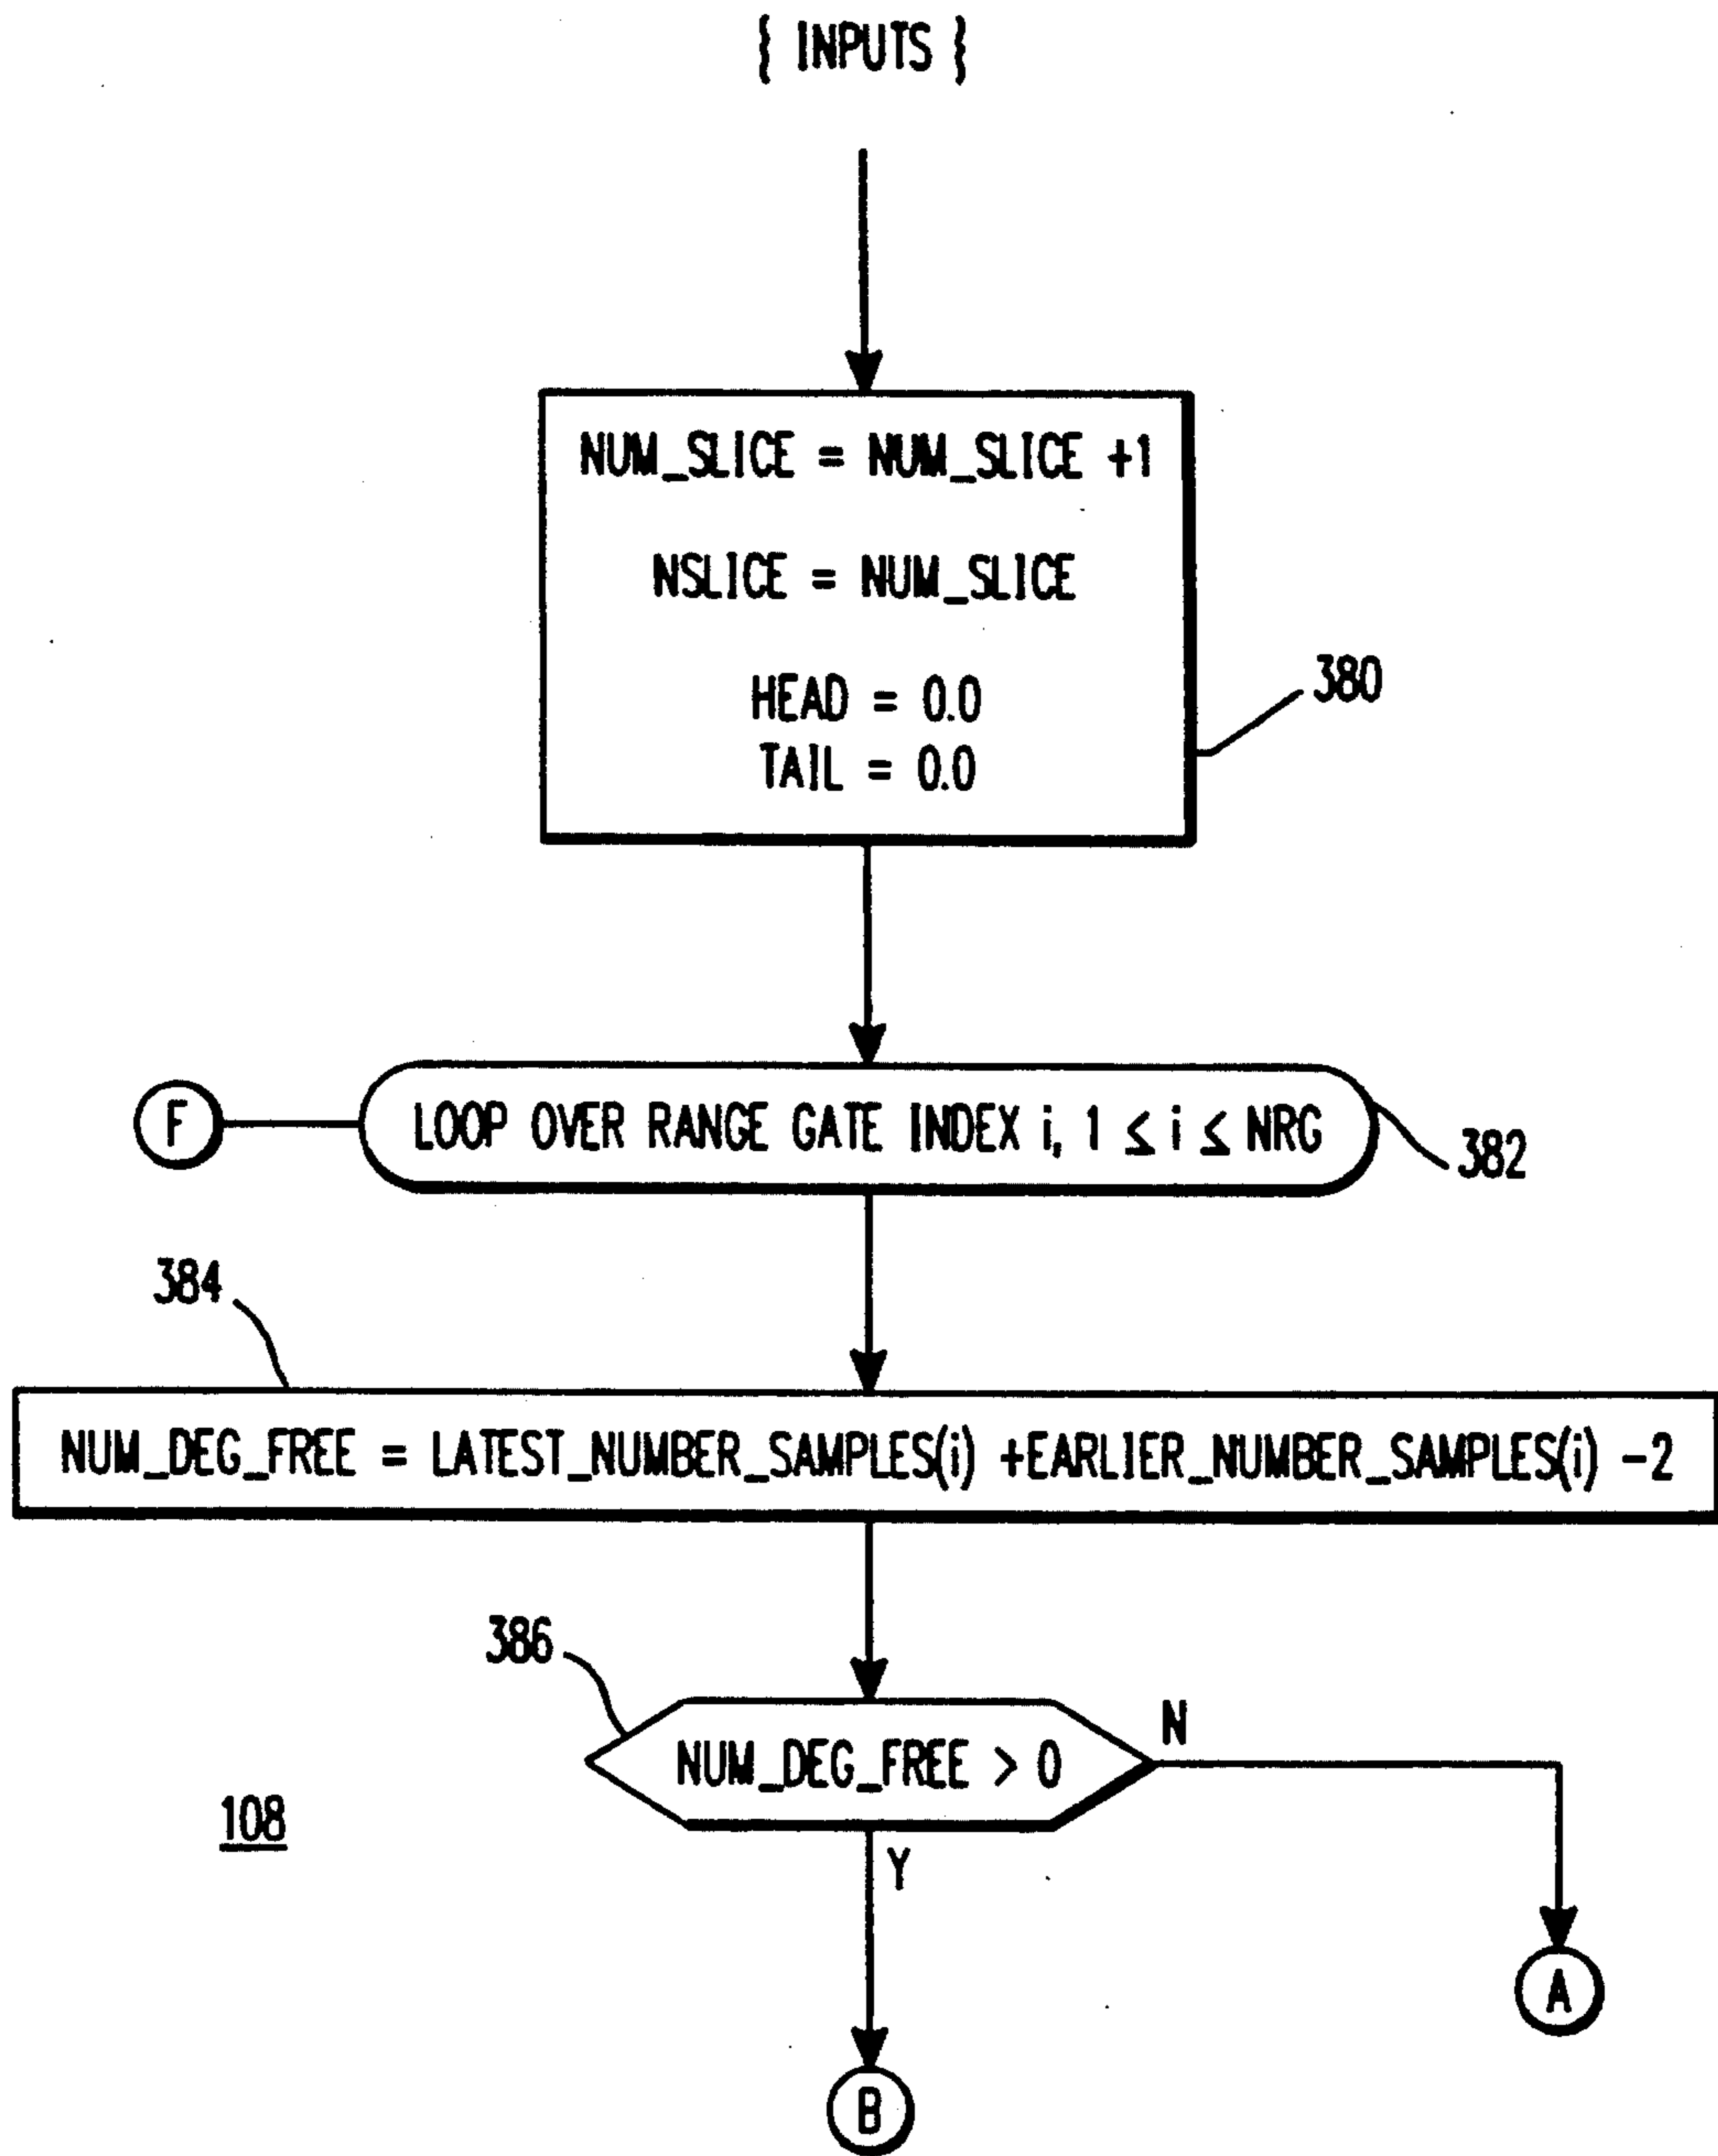 { INPUTS }
NUM_SLICE = NUM_SLICE +1
NSLICE = NUM_SLICE
HEAD = 0.0
TAIL = 0.0
380
F
LOOP OVER RANGE GATE INDEX i, 1 ≤ i ≤ NRG
382
384
NUM_DEG_FREE = LATEST_NUMBER_SAMPLES(i) +EARLIER_NUMBER_SAMPLES(i) -2
386
NUM_DEG_FREE > 0
N
108
Y
A
B